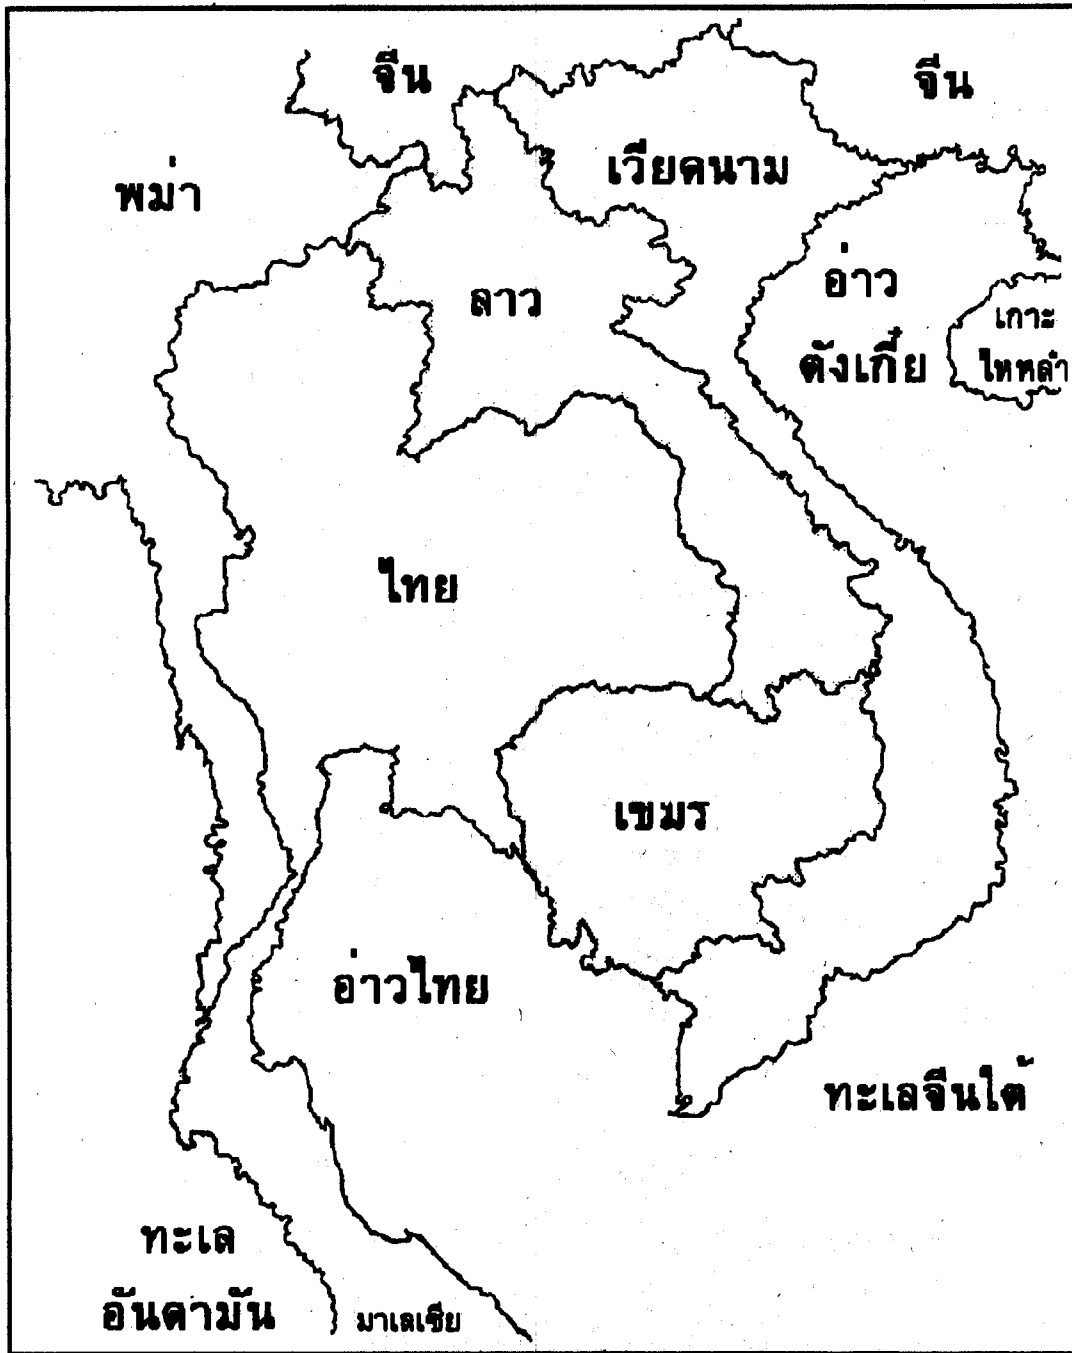 จีน
จีน
เวียดนาม
พม่า
อ่าว
ตังเกี๋ย
ลาว
เกาะ
ไหหลำ
ไทย
เขมร
อ่าวไทย
ทะเลจีนใต้
ทะเล
อันดามัน
มาเลเซีย